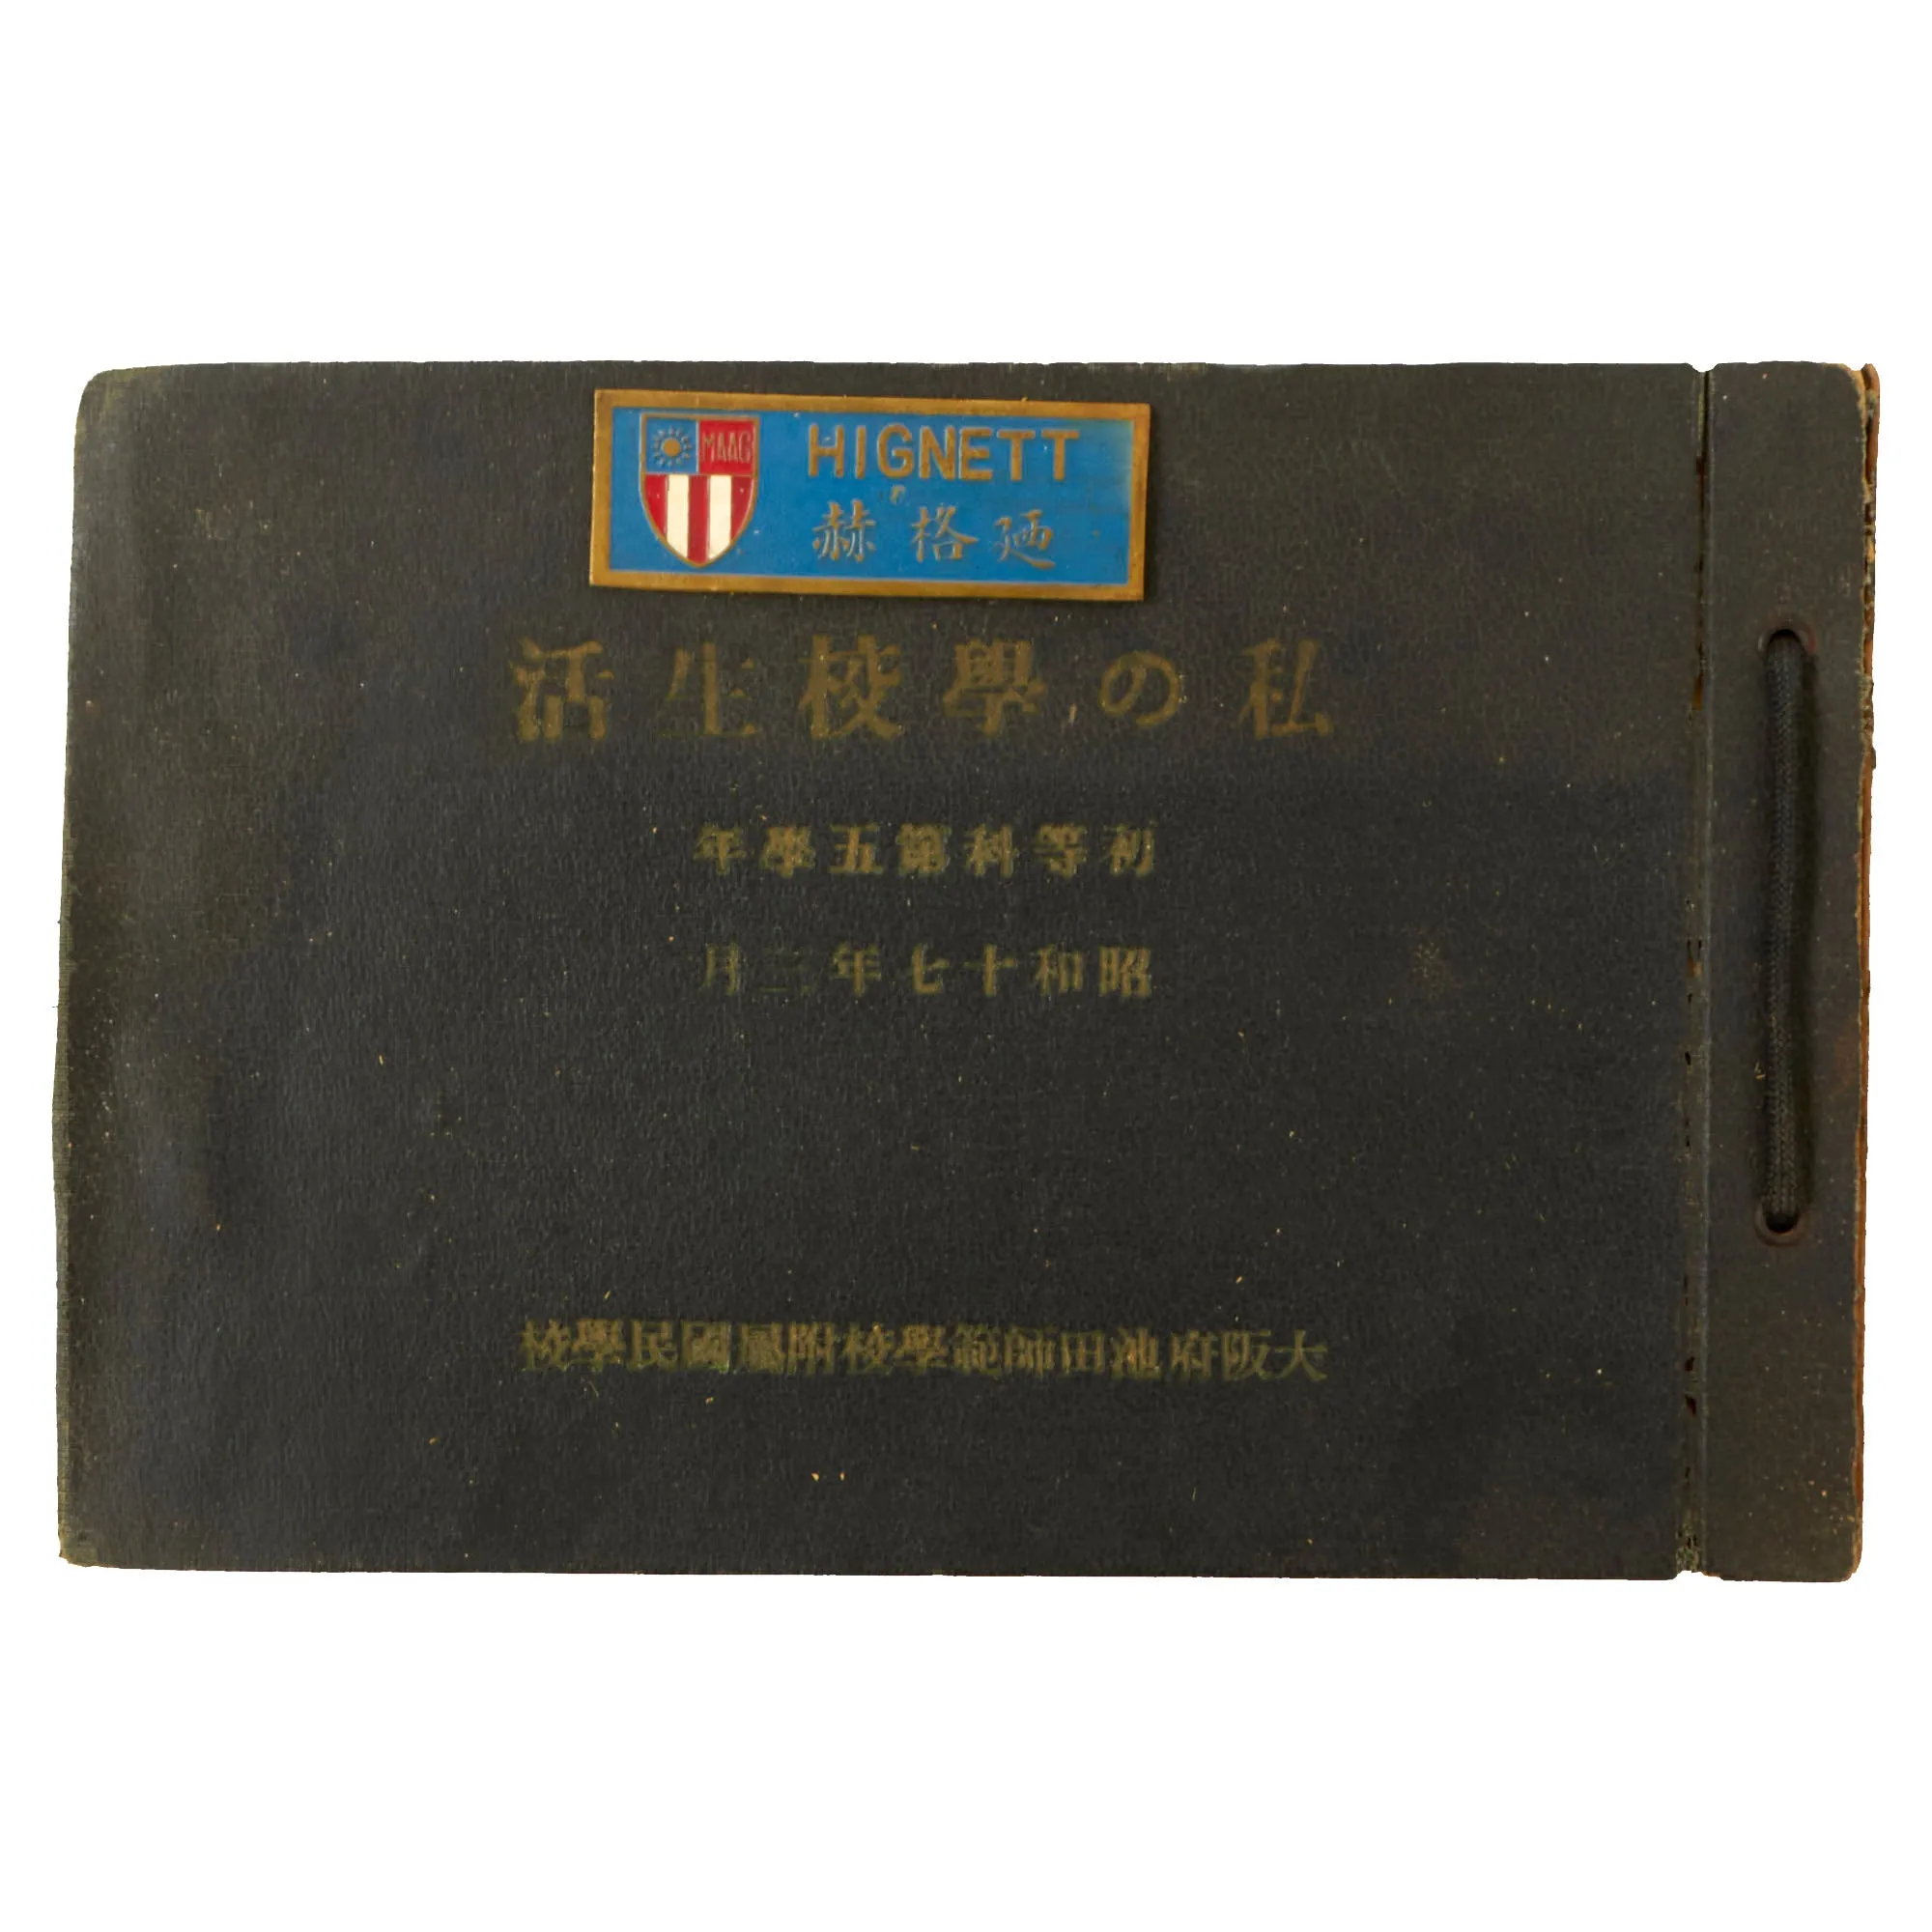 MAAG
HIGNETT
赫格廼
私の學校生活
初等科第五學年
昭和十七年三月
大阪府池田師範學校附屬國民學校